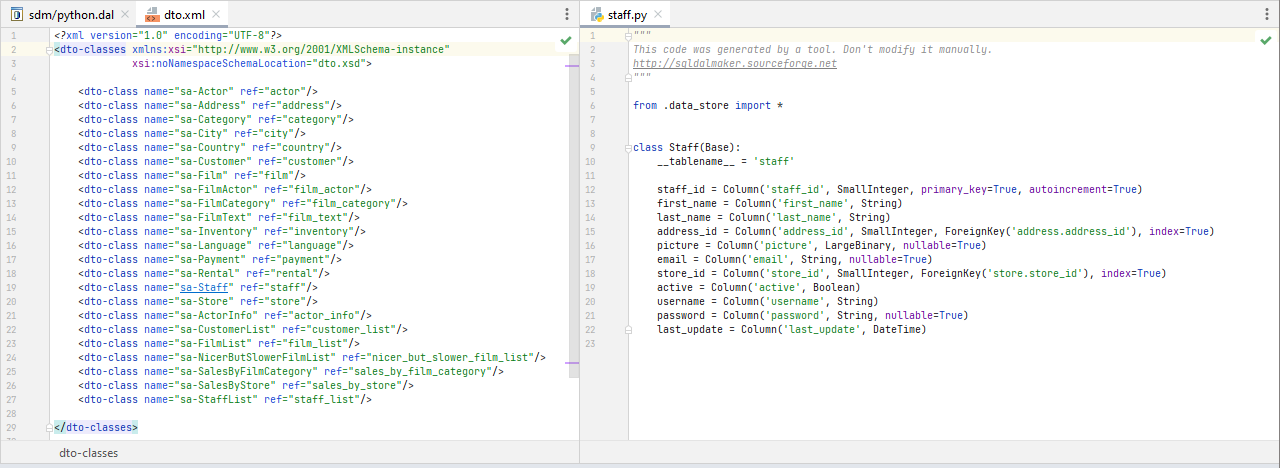 sdm/python.dal dto.xml
1 <?xml version="1.0" encoding="UTF-8"?>
2 <dto-classes xmlns:xsi="http://www.w3.org/2001/XMLSchema-instance"
3 xsi:noNamespaceSchemaLocation="dto.xsd">
4
5 <dto-class name="sa-Actor" ref="actor"/>
6 <dto-class name="sa-Address" ref="address"/>
7 <dto-class name="sa-Category" ref="category"/>
8 <dto-class name="sa-City" ref="city"/>
9 <dto-class name="sa-Country" ref="country"/>
10 <dto-class name="sa-Customer" ref="customer"/>
11 <dto-class name="sa-Film" ref="film"/>
12 <dto-class name="sa-FilmActor" ref="film_actor"/>
13 <dto-class name="sa-FilmCategory" ref="film_category"/>
14 <dto-class name="sa-FilmText" ref="film_text"/>
15 <dto-class name="sa-Inventory" ref="inventory"/>
16 <dto-class name="sa-Language" ref="language"/>
17 <dto-class name="sa-Payment" ref="payment"/>
18 <dto-class name="sa-Rental" ref="rental"/>
19 <dto-class name="sa-Staff" ref="staff"/>
20 <dto-class name="sa-Store" ref="store"/>
21 <dto-class name="sa-ActorInfo" ref="actor_info"/>
22 <dto-class name="sa-CustomerList" ref="customer_list"/>
23 <dto-class name="sa-FilmList" ref="film_list"/>
24 <dto-class name="sa-NicerButSlowerFilmList" ref="nicer_but_slower_film_list"/>
25 <dto-class name="sa-SalesByFilmCategory" ref="sales_by_film_category"/>
26 <dto-class name="sa-SalesByStore" ref="sales_by_store"/>
27 <dto-class name="sa-StaffList" ref="staff_list"/>
28
29 </dto-classes>
dto-classes
staff.py
1 """
2 This code was generated by a tool. Don't modify it manually.
3 http://sqldalmaker.sourceforge.net
4 """
5
6 from .data_store import *
7
8
9 class Staff(Base):
10 __tablename__ = 'staff'
11
12 staff_id = Column('staff_id', SmallInteger, primary_key=True, autoincrement=True)
13 first_name = Column('first_name', String)
14 last_name = Column('last_name', String)
15 address_id = Column('address_id', SmallInteger, ForeignKey('address.address_id'), index=True)
16 picture = Column('picture', LargeBinary, nullable=True)
17 email = Column('email', String, nullable=True)
18 store_id = Column('store_id', SmallInteger, ForeignKey('store.store_id'), index=True)
19 active = Column('active', Boolean)
20 username = Column('username', String)
21 password = Column('password', String, nullable=True)
22 last_update = Column('last_update', DateTime)
23